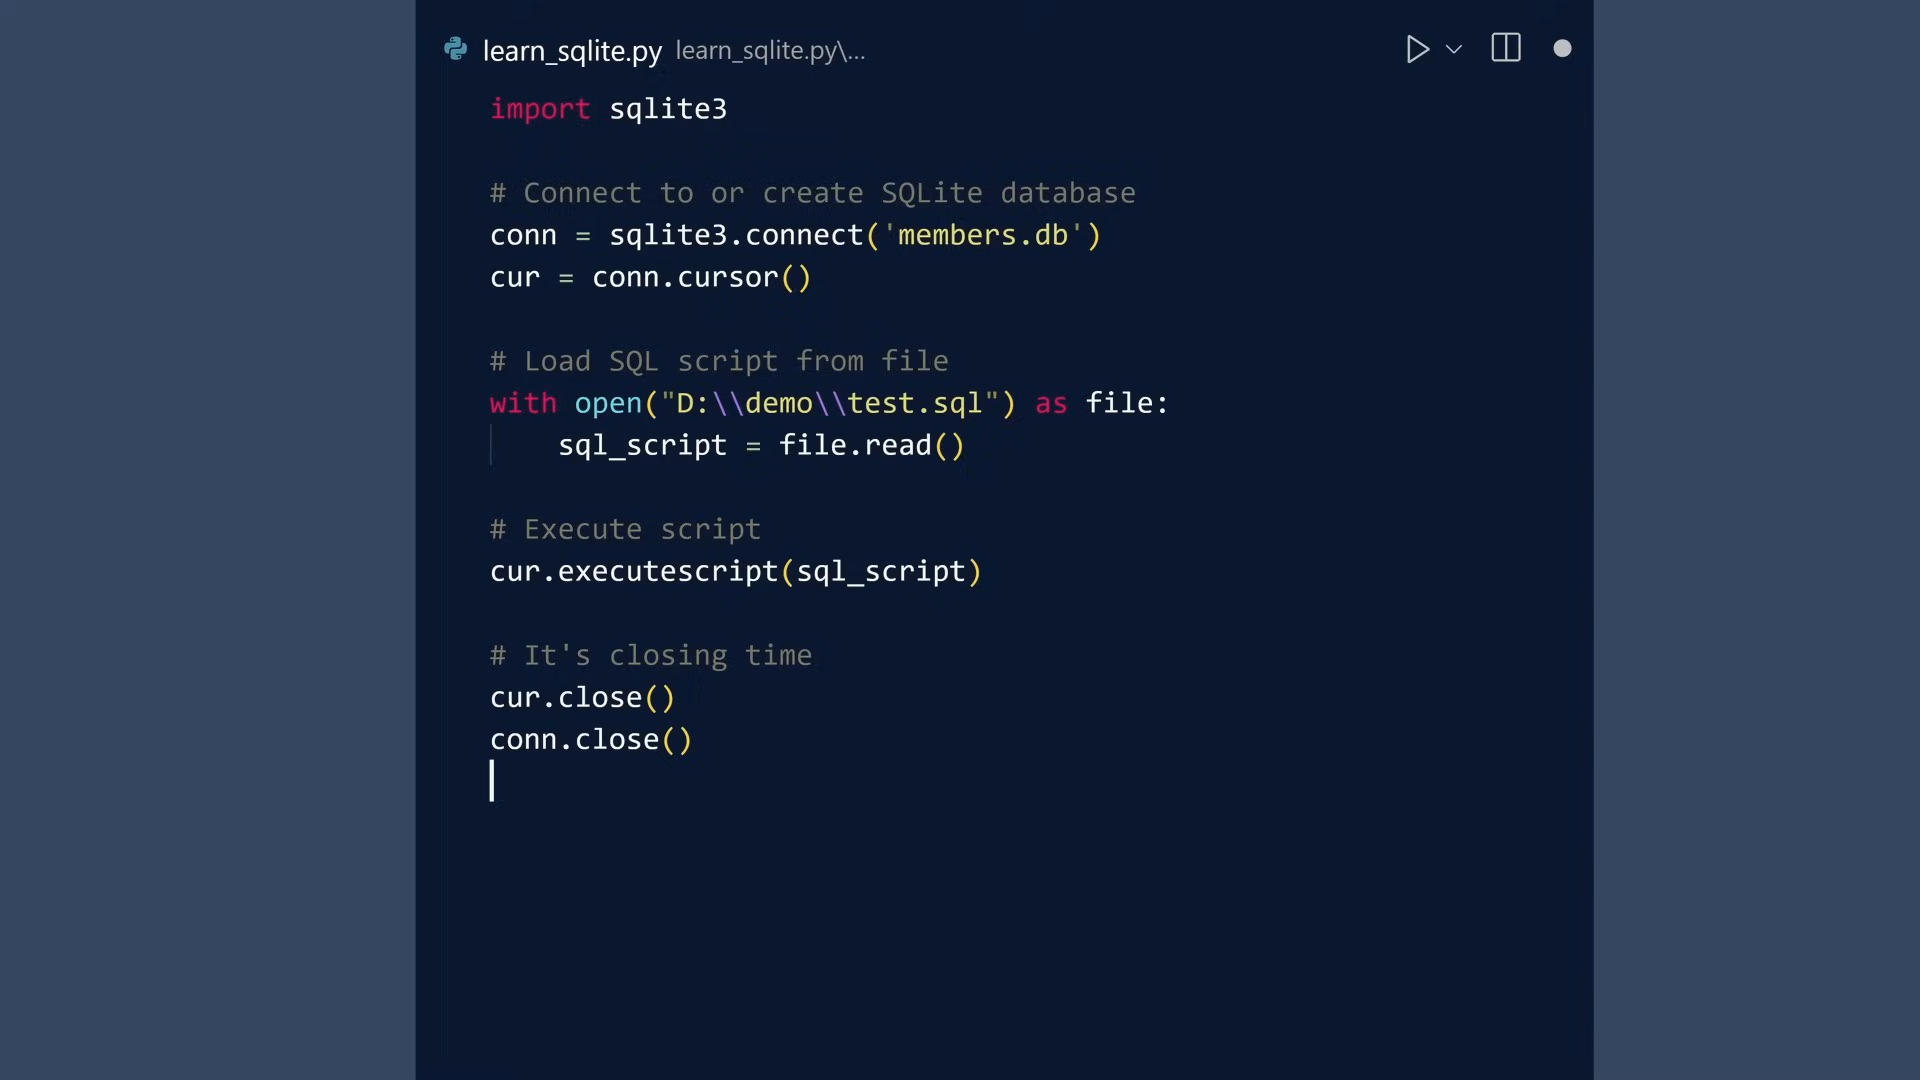 learn_sqlite.py learn_sqlite.py\...
import sqlite3
# Connect to or create SQLite database
conn = sqlite3.connect('members.db')
cur = conn.cursor()
# Load SQL script from file
with open("D:\\demo\\test.sql") as file:
    sql_script = file.read()
# Execute script
cur.executescript(sql_script)
# It's closing time
cur.close()
conn.close()